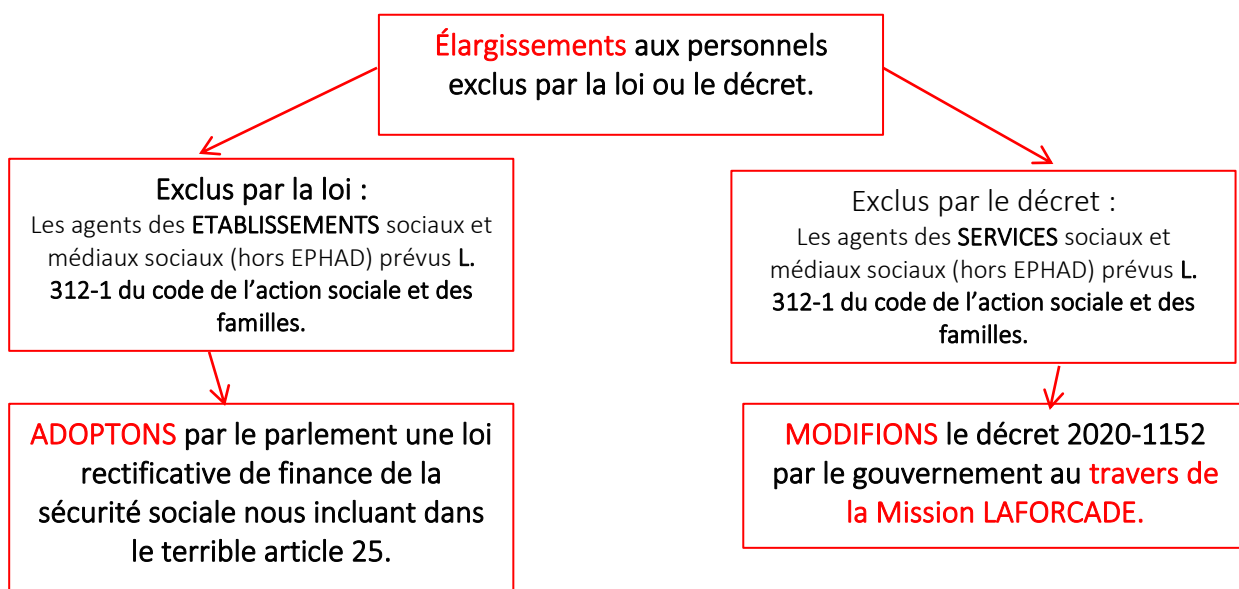 Élargissements aux personnels
exclus par la loi ou le décret.
Exclus par la loi :
Les agents des ETABLISSEMENTS sociaux et
médiaux sociaux (hors EPHAD) prévus L.
312-1 du code de l’action sociale et des
familles.
Exclus par le décret :
Les agents des SERVICES sociaux et
médiaux sociaux (hors EPHAD) prévus L.
312-1 du code de l’action sociale et des
familles.
ADOPTONS par le parlement une loi
rectificative de finance de la
sécurité sociale nous incluant dans
le terrible article 25.
MODIFIONS le décret 2020-1152
par le gouvernement au travers de
la Mission LAFORCADE.